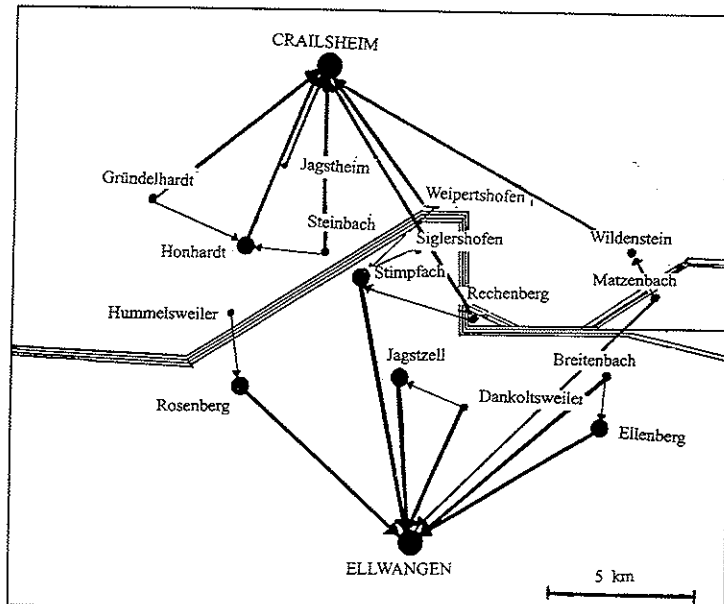 CRAILSHEIM
Jagstheim
Gründelhardt
Weipertshofen
Steinbach
Siglershofen
Wildenstein
Honhardt
Stimpfach
Matzenbach
Rechenberg
Hummelsweiler
Jagstzell
Breitenbach
Dankoltsweiler
Rosenberg
Ellenberg
ELLWANGEN
5 km